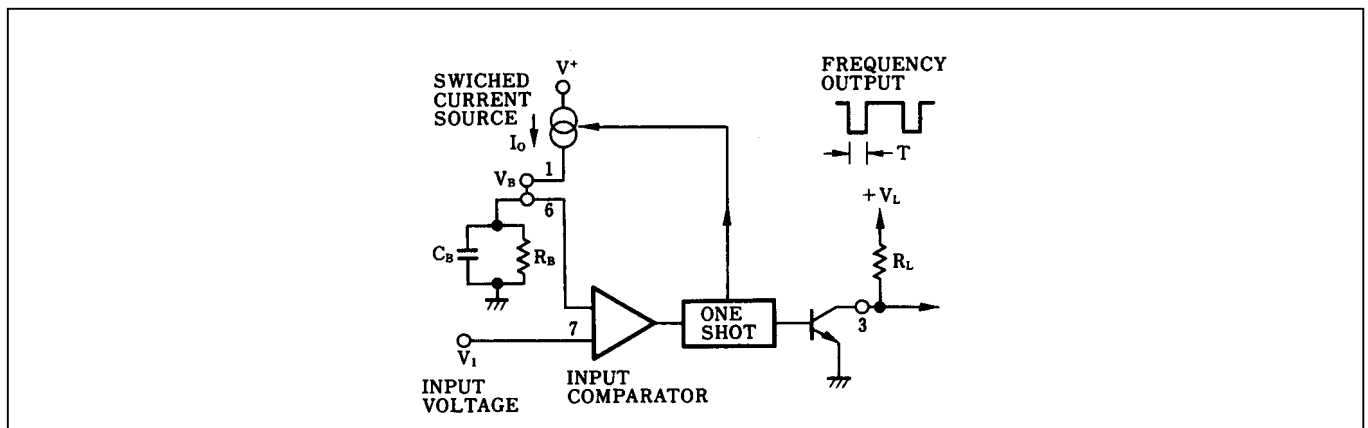 V+
SWICHED
CURRENT
SOURCE
Io
1
VB
6
CB
RB
7
V1
INPUT
VOLTAGE
INPUT
COMPARATOR
ONE
SHOT
3
FREQUENCY
OUTPUT
T
+VL
RL